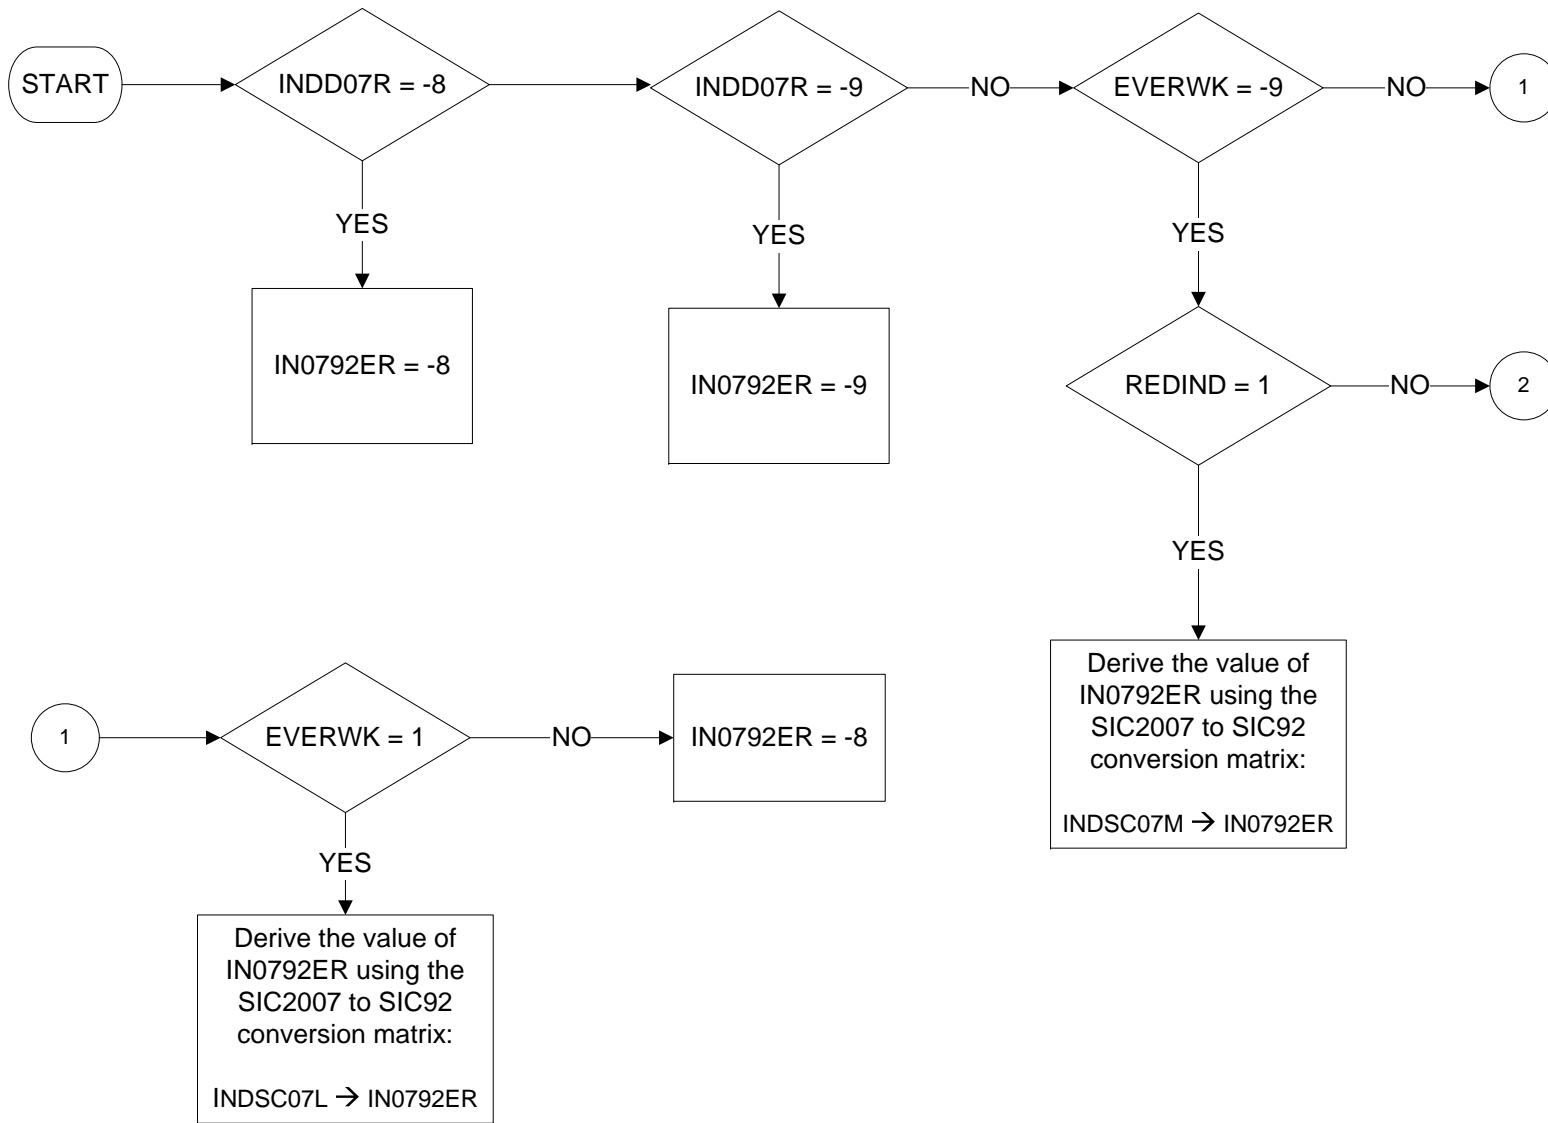 START
INDD07R = -8
INDD07R = -9
NO
EVERWK = -9
NO
1
YES
YES
YES
IN0792ER = -8
IN0792ER = -9
REDIND = 1
NO
2
YES
Derive the value of
IN0792ER using the
SIC2007 to SIC92
conversion matrix:
INDSC07M → IN0792ER
1
EVERWK = 1
NO
IN0792ER = -8
YES
Derive the value of
IN0792ER using the
SIC2007 to SIC92
conversion matrix:
INDSC07L → IN0792ER